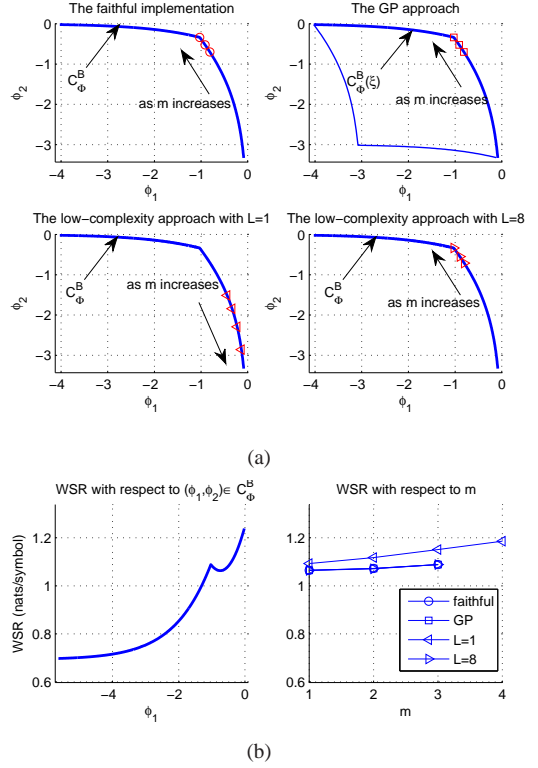 The faithful implementation
0
−1
−2
−3
−4 −3 −2 −1 0
ϕ₂
ϕ₁
C_Φ^B
as m increases
The GP approach
0
−1
−2
−3
−4 −3 −2 −1 0
ϕ₂
ϕ₁
C_Φ^B(ξ)
as m increases
The low−complexity approach with L=1
0
−1
−2
−3
−4 −3 −2 −1 0
ϕ₂
ϕ₁
C_Φ^B
as m increases
The low−complexity approach with L=8
0
−1
−2
−3
−4 −3 −2 −1 0
ϕ₂
ϕ₁
C_Φ^B
as m increases
(a)
WSR with respect to (ϕ₁,ϕ₂)∈ C_Φ^B
1.2
1
0.8
0.6
−4 −2 0
WSR (nats/symbol)
ϕ₁
WSR with respect to m
1.2
1
0.8
0.6
1 2 3 4
m
faithful
GP
L=1
L=8
(b)